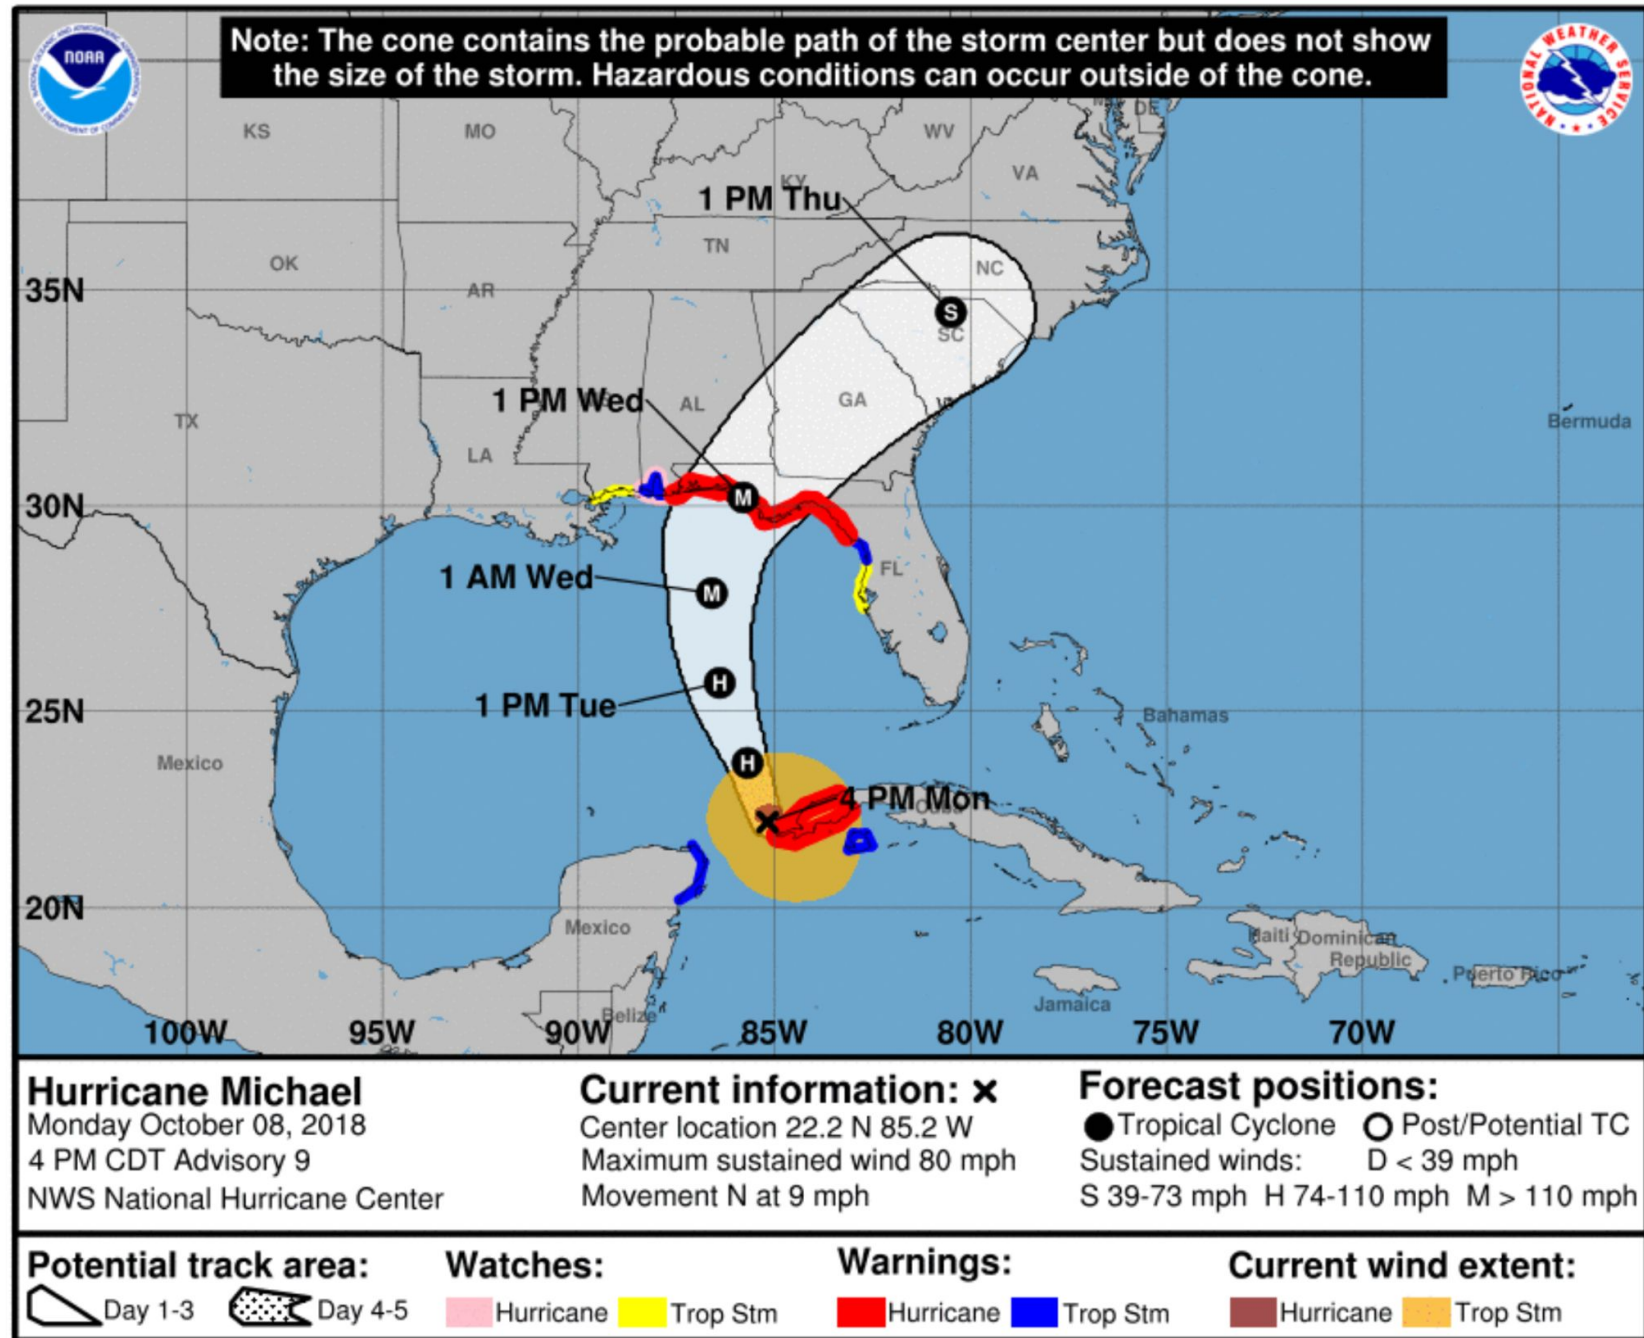 Note: The cone contains the probable path of the storm center but does not show
the size of the storm. Hazardous conditions can occur outside of the cone.
NOAA
NATIONAL WEATHER SERVICE
KS
MO
WV
DE
VA
KY
1 PM Thu
TN
OK
NC
35N
AR
S
SC
1 PM Wed
AL
GA
TX
Bermuda
LA
M
30N
1 AM Wed
FL
M
H
1 PM Tue
25N
Bahamas
Mexico
H
4 PM Mon
Cuba
20N
Mexico
Haiti
Dominican
Republic
Puerto Rico
Jamaica
Belize
100W 95W 90W 85W 80W 75W 70W
Hurricane Michael
Monday October 08, 2018
4 PM CDT Advisory 9
NWS National Hurricane Center
Current information: x
Center location 22.2 N 85.2 W
Maximum sustained wind 80 mph
Movement N at 9 mph
Forecast positions:
Tropical Cyclone Post/Potential TC
Sustained winds: D < 39 mph
S 39-73 mph H 74-110 mph M > 110 mph
Potential track area:
Day 1-3 Day 4-5
Watches:
Hurricane Trop Stm
Warnings:
Hurricane Trop Stm
Current wind extent:
Hurricane Trop Stm